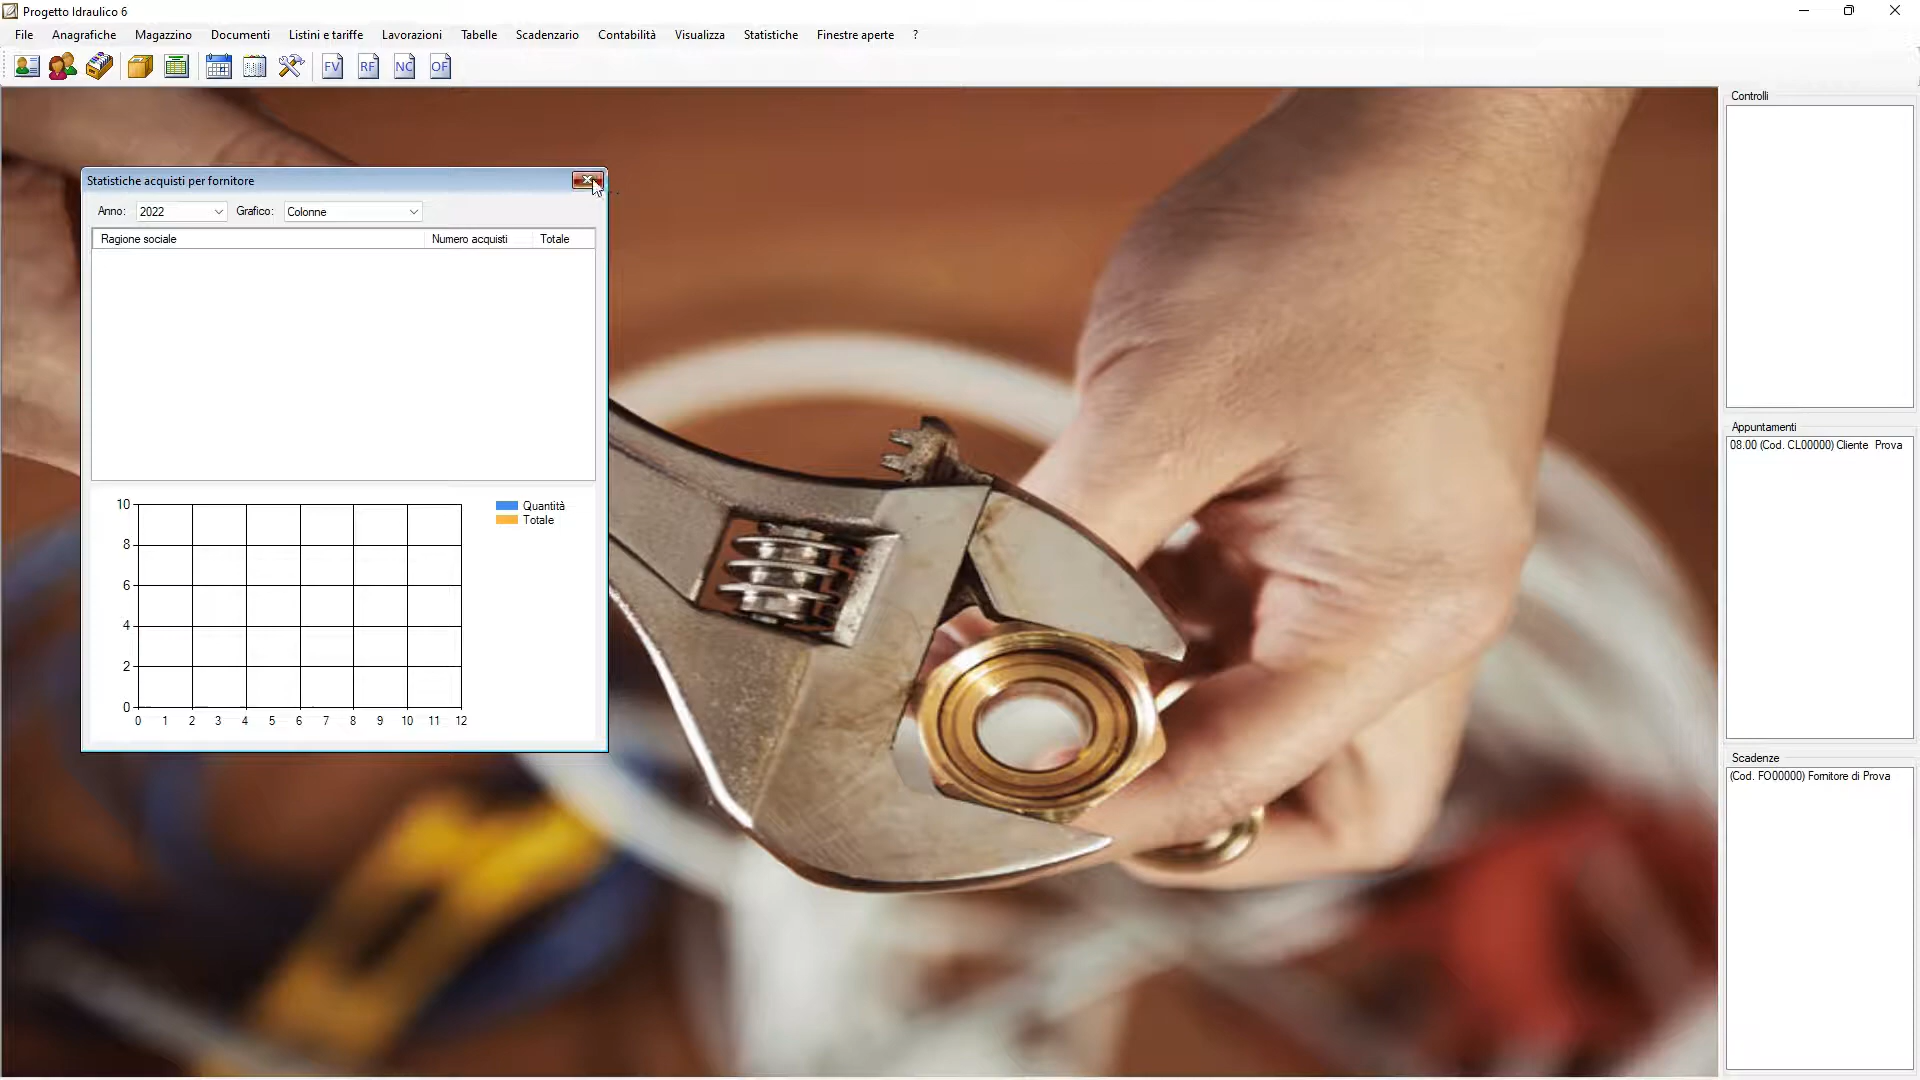 Progetto Idraulico 6
File Anagrafiche Magazzino Documenti Listini e tariffe Lavorazioni Tabelle Scadenzario Contabilità Visualizza Statistiche Finestre aperte ?
FV RF NC OF
Statistiche acquisti per fornitore
Anno: 2022 Grafico: Colonne
Ragione sociale Numero acquisti Totale
10
8
6
4
2
0
0 1 2 3 4 5 6 7 8 9 10 11 12
Quantità
Totale
Controlli
Appuntamenti
08.00 (Cod. CL00000) Cliente Prova
Scadenze
(Cod. FO00000) Fornitore di Prova